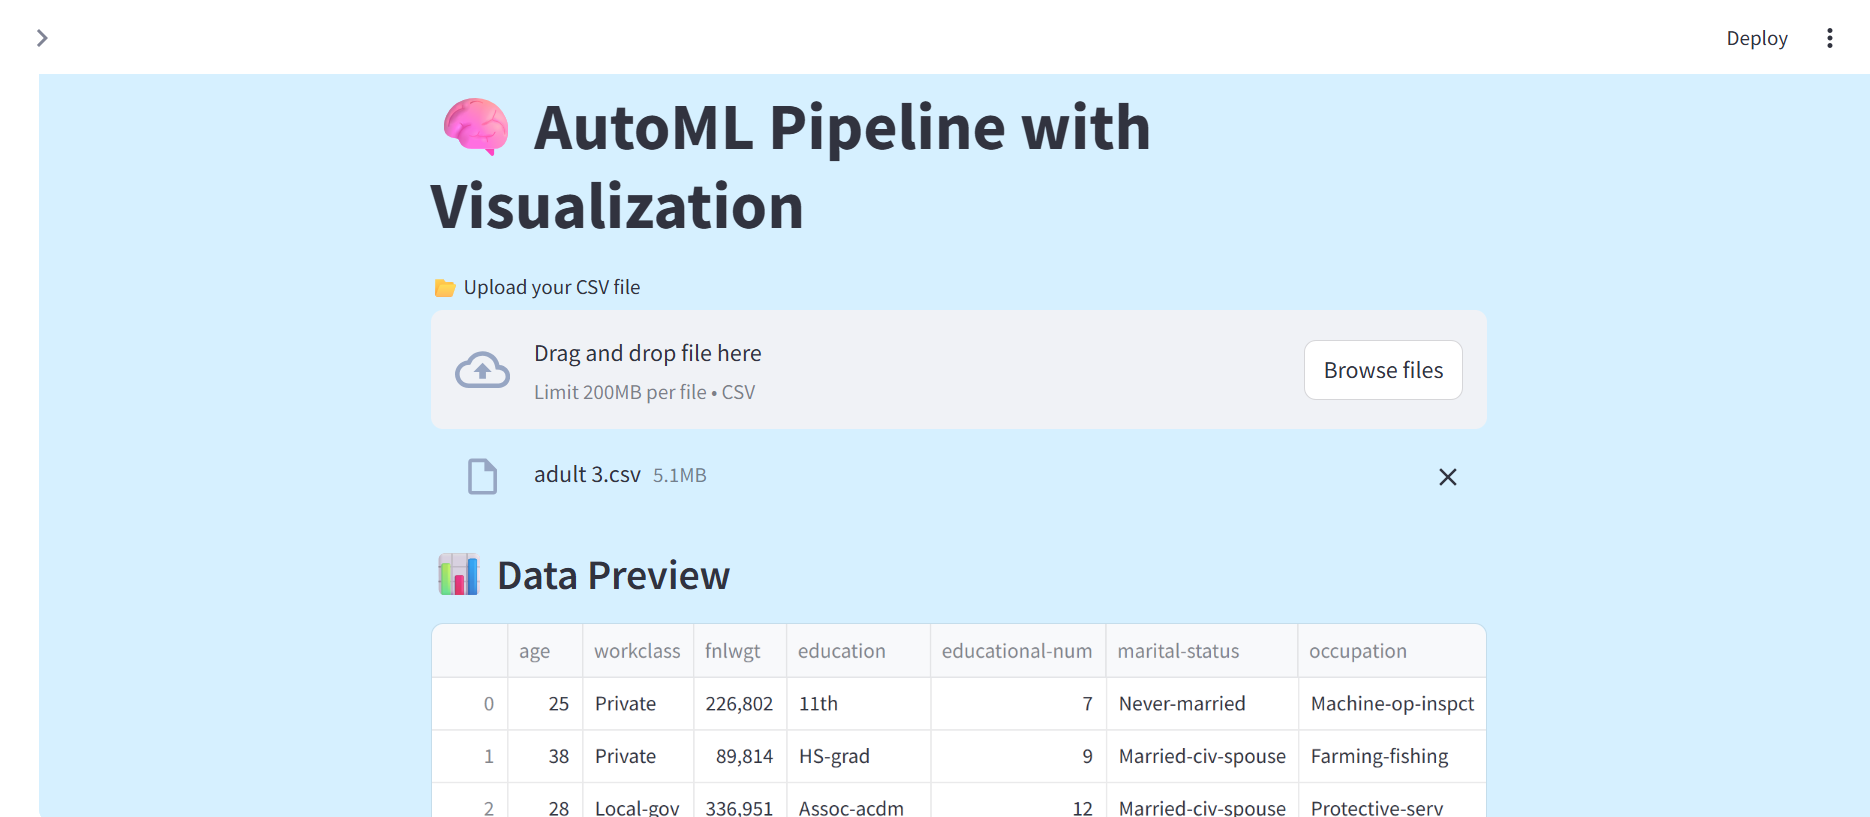 Deploy
AutoML Pipeline with
Visualization
Upload your CSV file
Drag and drop file here
Limit 200MB per file • CSV
Browse files
adult 3.csv 5.1MB
Data Preview
age workclass fnlwgt education educational-num marital-status occupation
0 25 Private 226,802 11th 7 Never-married Machine-op-inspct
1 38 Private 89,814 HS-grad 9 Married-civ-spouse Farming-fishing
2 28 Local-gov 336,951 Assoc-acdm 12 Married-civ-spouse Protective-serv